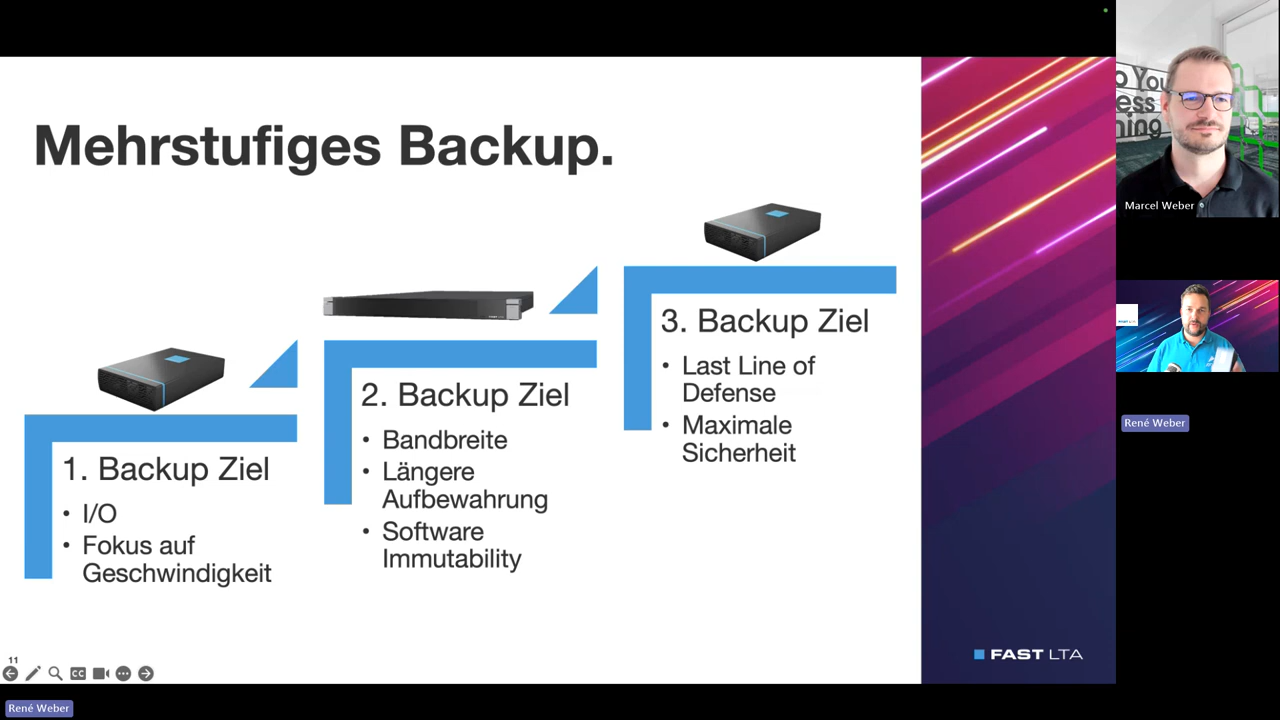 Mehrstufiges Backup.
1. Backup Ziel
• I/O
• Fokus auf
Geschwindigkeit
2. Backup Ziel
• Bandbreite
• Längere
Aufbewahrung
• Software
Immutability
3. Backup Ziel
• Last Line of
Defense
• Maximale
Sicherheit
FAST LTA
11
CC
René Weber
Marcel Weber
René Weber